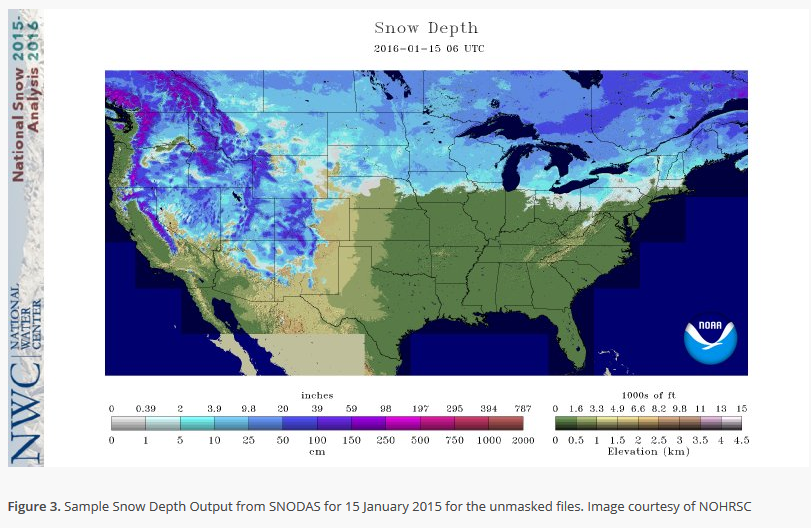 National Snow 2015-
Analysis 2016
NWC | NATIONAL
WATER
CENTER
Snow Depth
2016-01-15 06 UTC
NOAA
inches
0 0.39 2 3.9 9.8 20 39 59 98 197 295 394 787
0 1 5 10 25 50 100 150 250 500 750 1000 2000
cm
1000s of ft
0 1.6 3.3 4.9 6.6 8.2 9.8 11 13 15
0 0.5 1 1.5 2 2.5 3 3.5 4 4.5
Elevation (km)
Figure 3. Sample Snow Depth Output from SNODAS for 15 January 2015 for the unmasked files. Image courtesy of NOHRSC